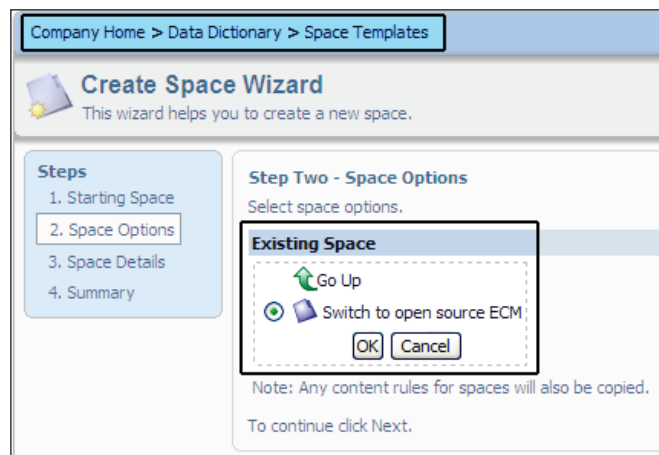 Company Home > Data Dictionary > Space Templates
Create Space Wizard
This wizard helps you to create a new space.
Steps
1. Starting Space
2. Space Options
3. Space Details
4. Summary
Step Two - Space Options
Select space options.
Existing Space
Go Up
Switch to open source ECM
OK Cancel
Note: Any content rules for spaces will also be copied.
To continue click Next.